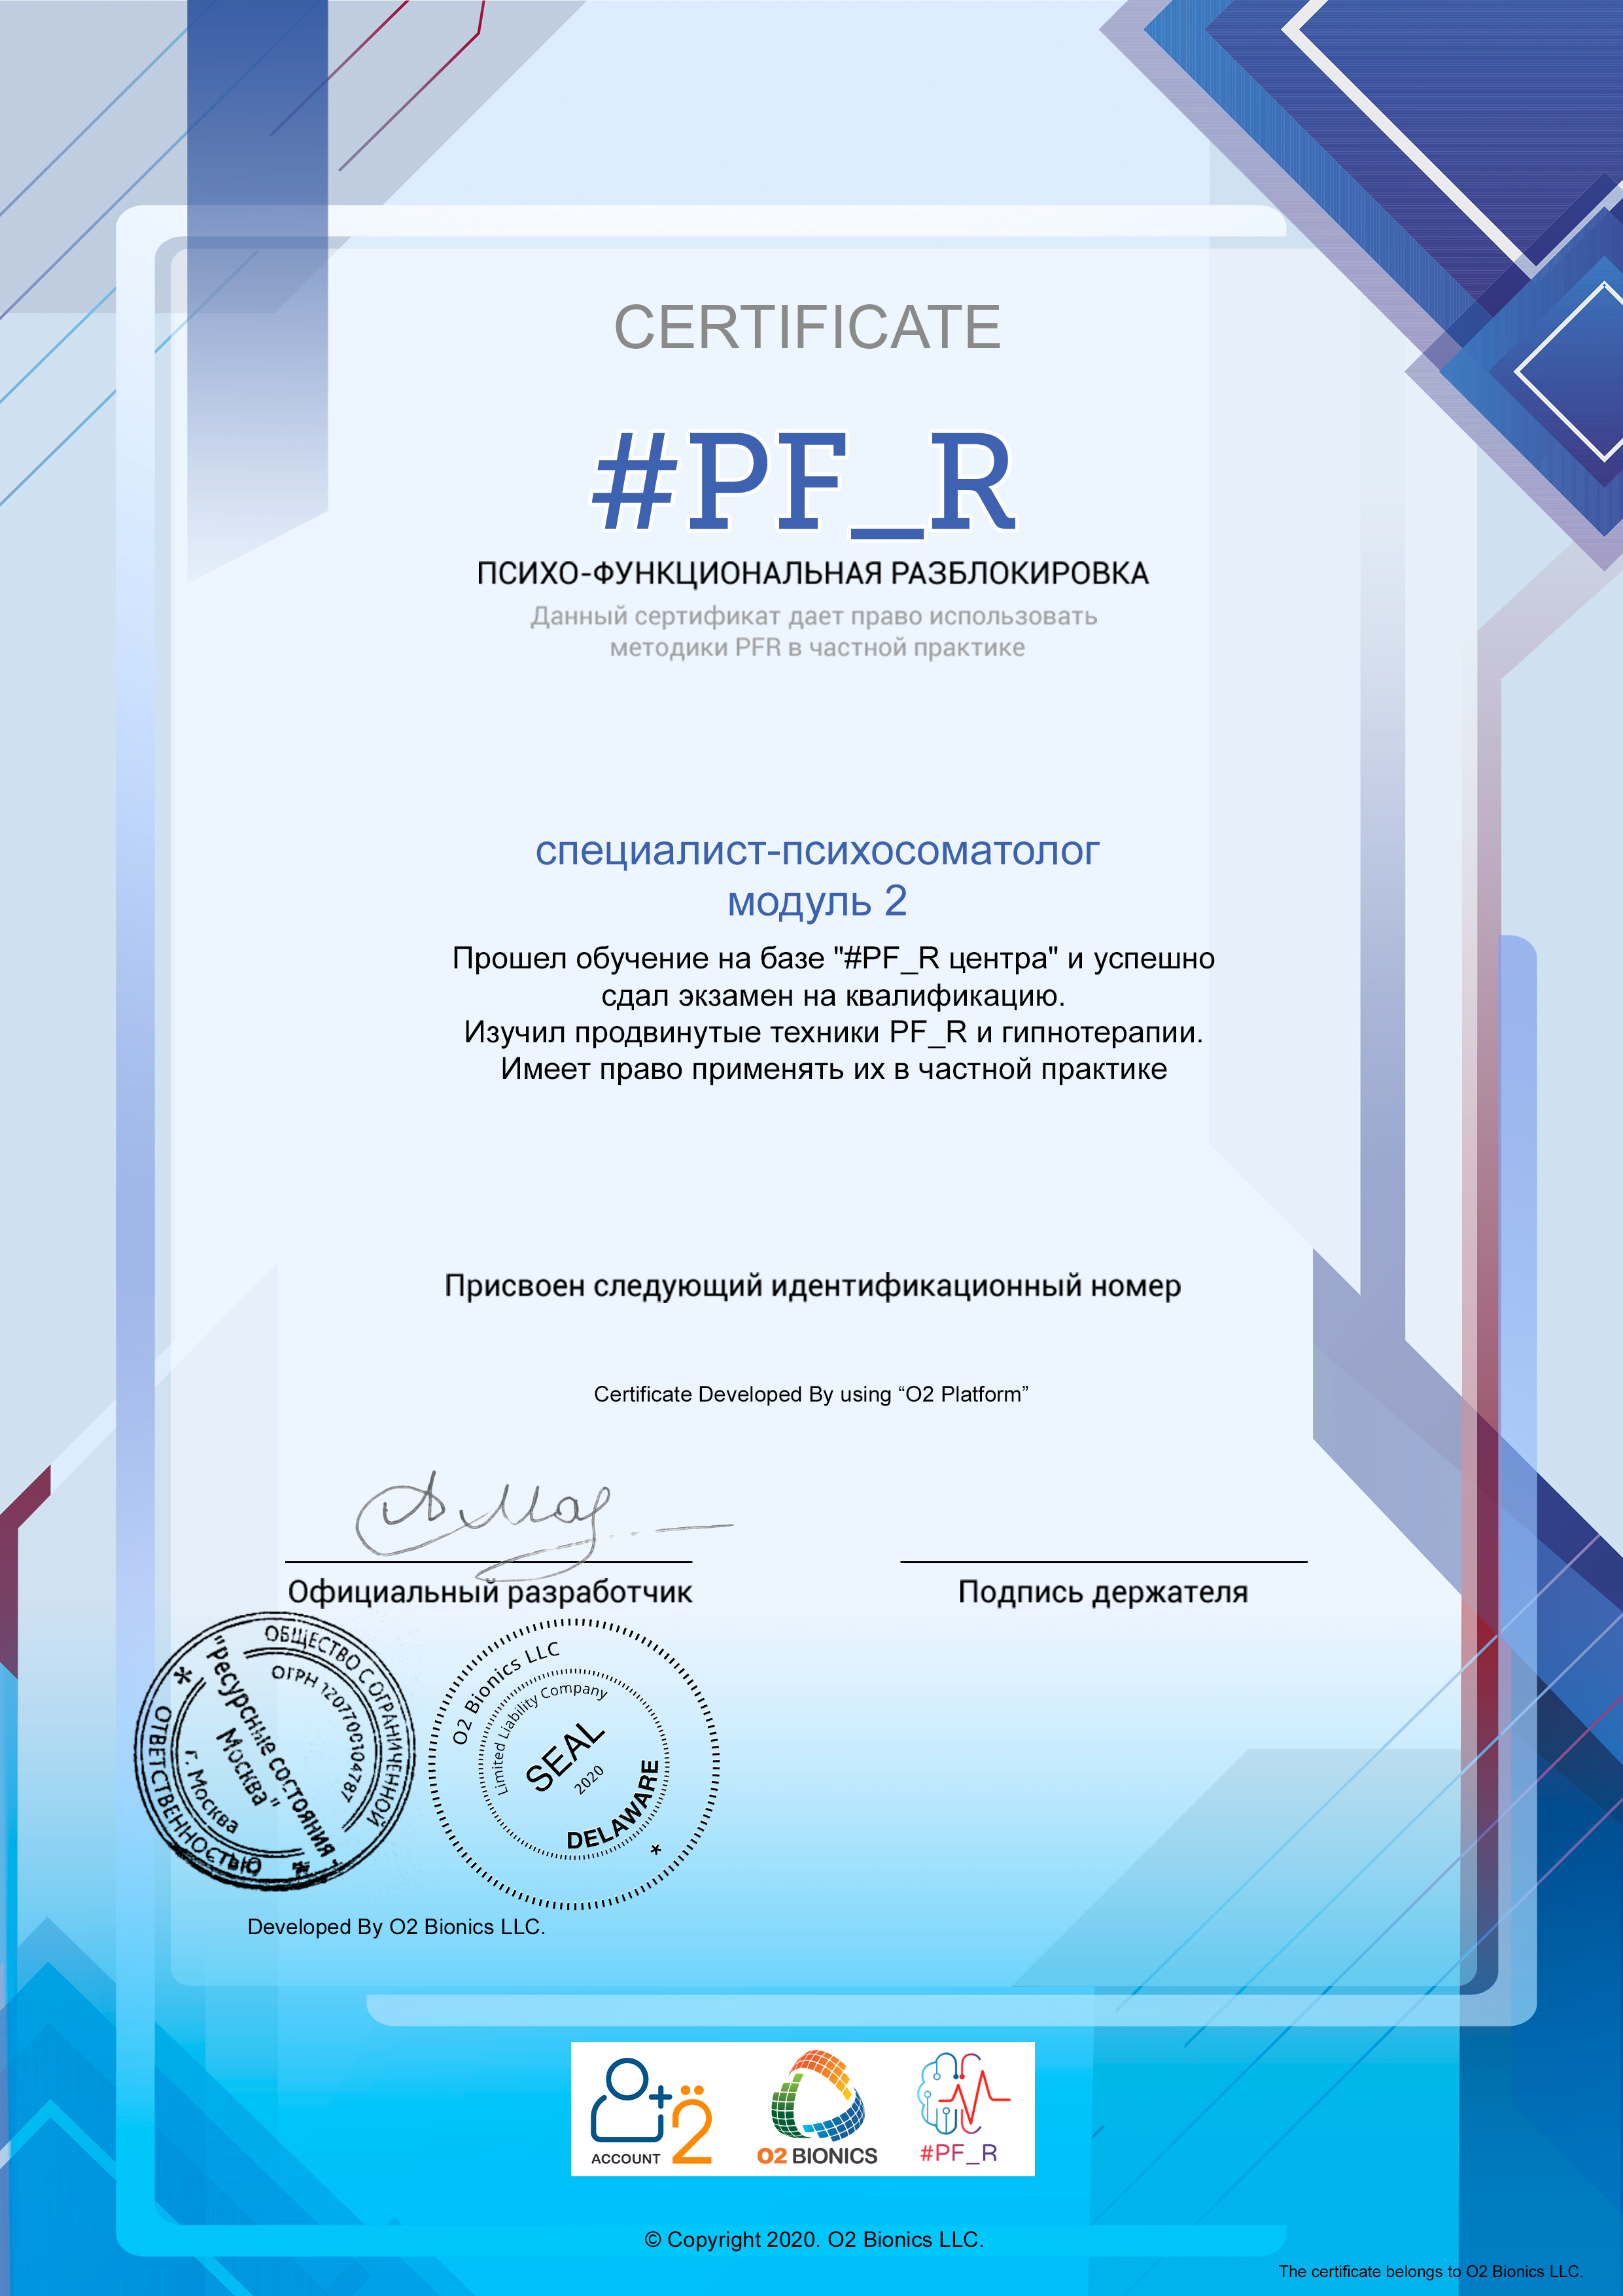 CERTIFICATE
#PF_R
ПСИХО-ФУНКЦИОНАЛЬНАЯ РАЗБЛОКИРОВКА
Данный сертификат дает право использовать
методики PFR в частной практике
специалист-психосоматолог
модуль 2
Прошел обучение на базе "#PF_R центра" и успешно
сдал экзамен на квалификацию.
Изучил продвинутые техники PF_R и гипнотерапии.
Имеет право применять их в частной практике
Присвоен следующий идентификационный номер
Certificate Developed By using “O2 Platform”
Официальный разработчик
Подпись держателя
ОБЩЕСТВО С ОГРАНИЧЕННОЙ
ОТВЕТСТВЕННОСТЬЮ
ОГРН 1207700104787
"Ресурсные состояния
Москва"
г. Москва
O2 Bionics LLC
Limited Liability Company
SEAL
2020
DELAWARE
*
Developed By O2 Bionics LLC.
ACCOUNT 2
O2 BIONICS
#PF_R
© Copyright 2020. O2 Bionics LLC.
The certificate belongs to O2 Bionics LLC.